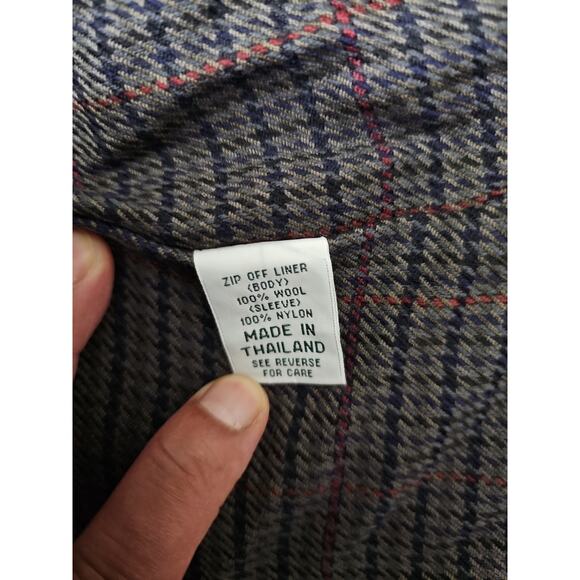 ZIP OFF LINER
(BODY)
100% WOOL
(SLEEVE)
100% NYLON
MADE IN
THAILAND
SEE REVERSE
FOR CARE